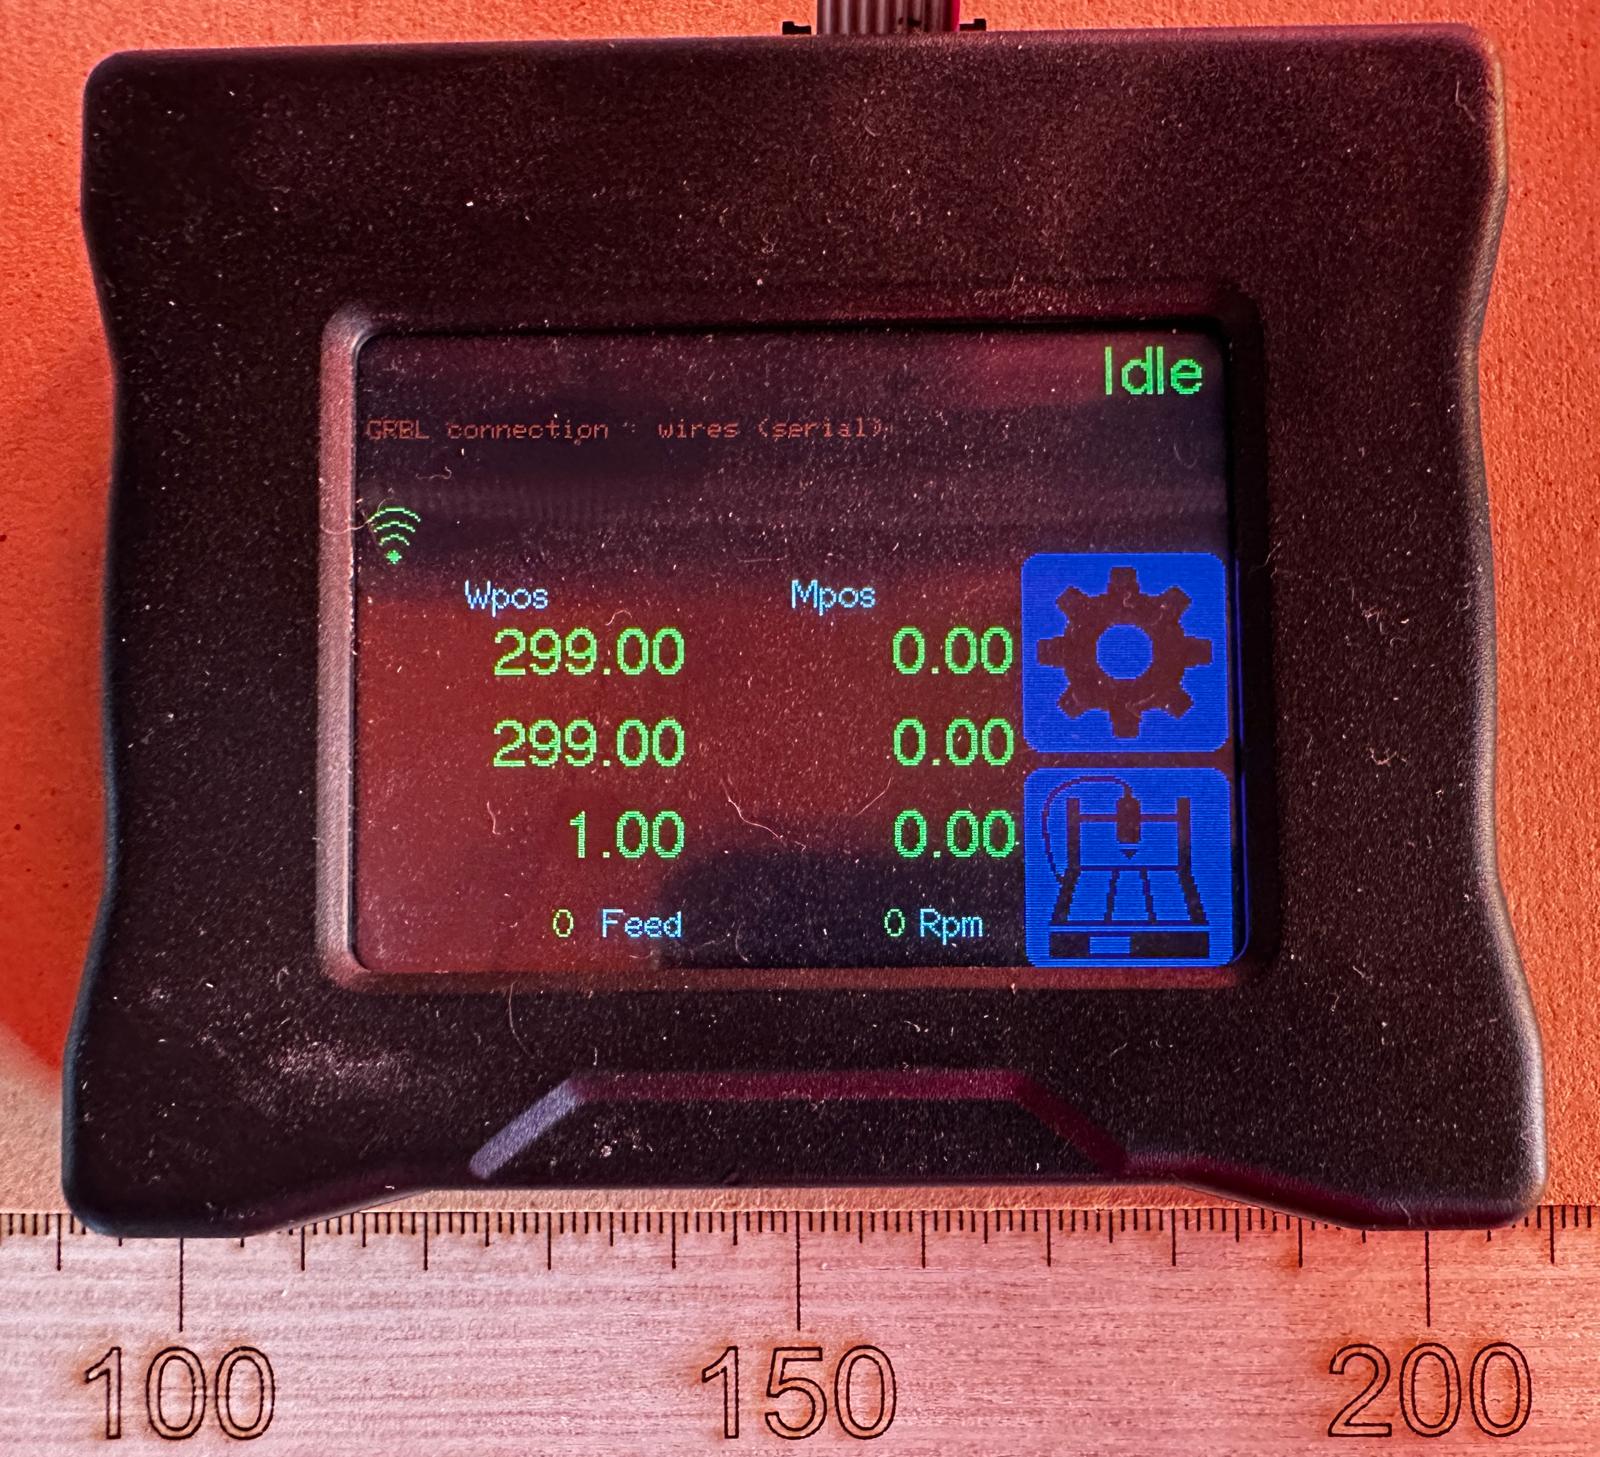 Idle
GRBL connection : wires (serial)
Wpos Mpos
299.00 0.00
299.00 0.00
1.00 0.00
0 Feed 0 Rpm
100 150 200